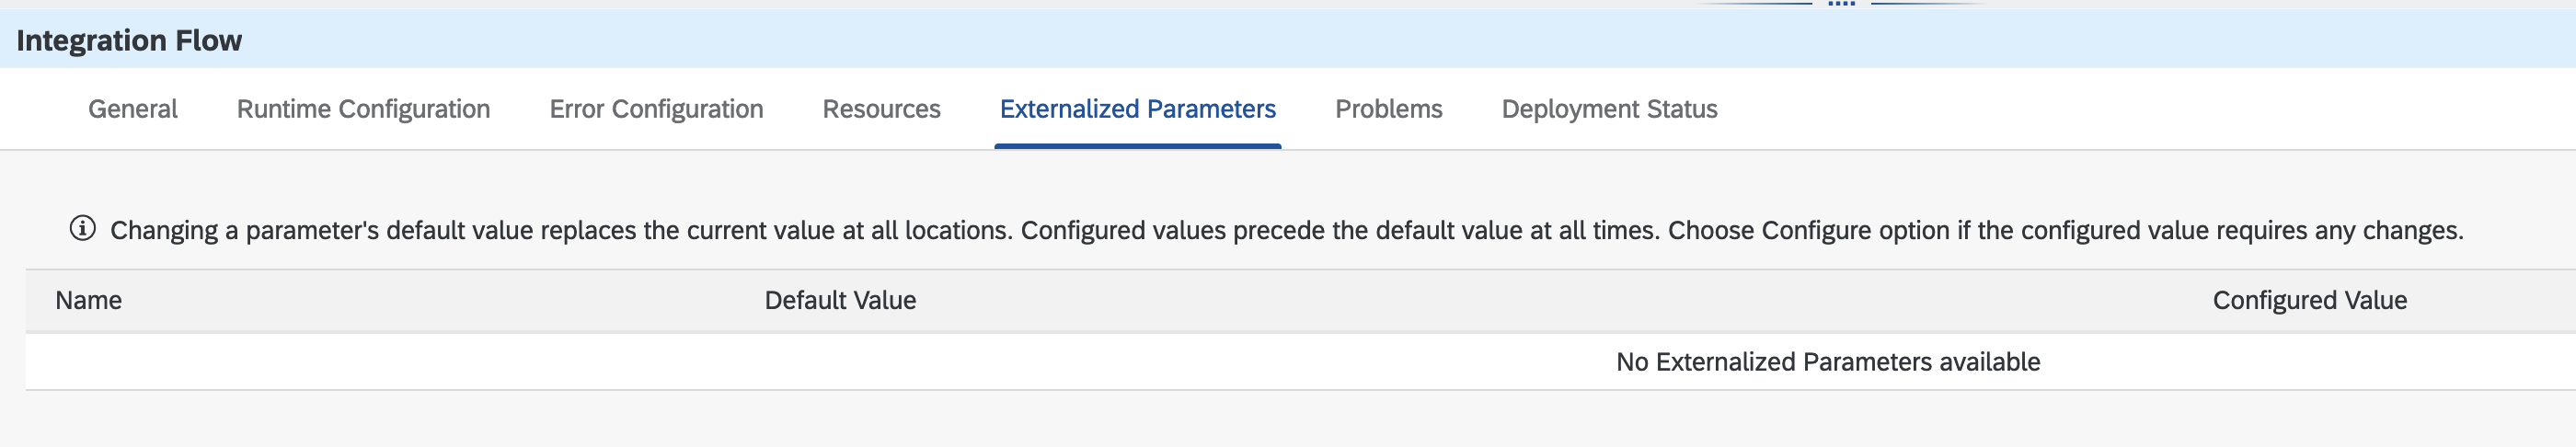 Integration Flow
General Runtime Configuration Error Configuration Resources Externalized Parameters Problems Deployment Status
Changing a parameter's default value replaces the current value at all locations. Configured values precede the default value at all times. Choose Configure option if the configured value requires any changes.
Name Default Value Configured Value
No Externalized Parameters available